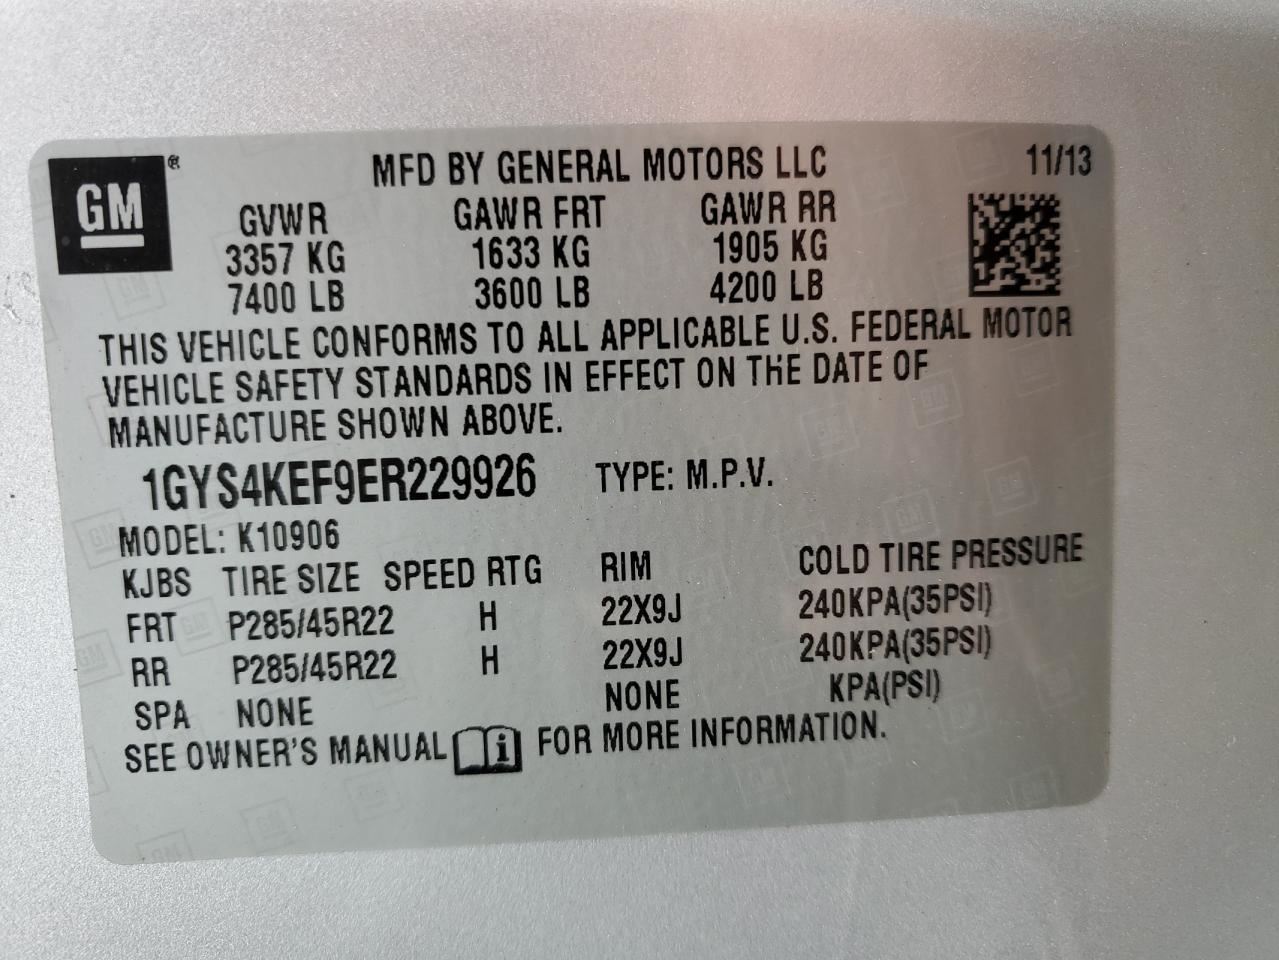 GM®
MFD BY GENERAL MOTORS LLC 11/13
GVWR GAWR FRT GAWR RR
3357 KG 1633 KG 1905 KG
7400 LB 3600 LB 4200 LB
THIS VEHICLE CONFORMS TO ALL APPLICABLE U.S. FEDERAL MOTOR
VEHICLE SAFETY STANDARDS IN EFFECT ON THE DATE OF
MANUFACTURE SHOWN ABOVE.
1GYS4KEF9ER229926 TYPE: M.P.V.
MODEL: K10906
KJBS TIRE SIZE SPEED RTG RIM COLD TIRE PRESSURE
FRT P285/45R22 H 22X9J 240KPA(35PSI)
RR P285/45R22 H 22X9J 240KPA(35PSI)
SPA NONE NONE KPA(PSI)
SEE OWNER'S MANUAL i FOR MORE INFORMATION.